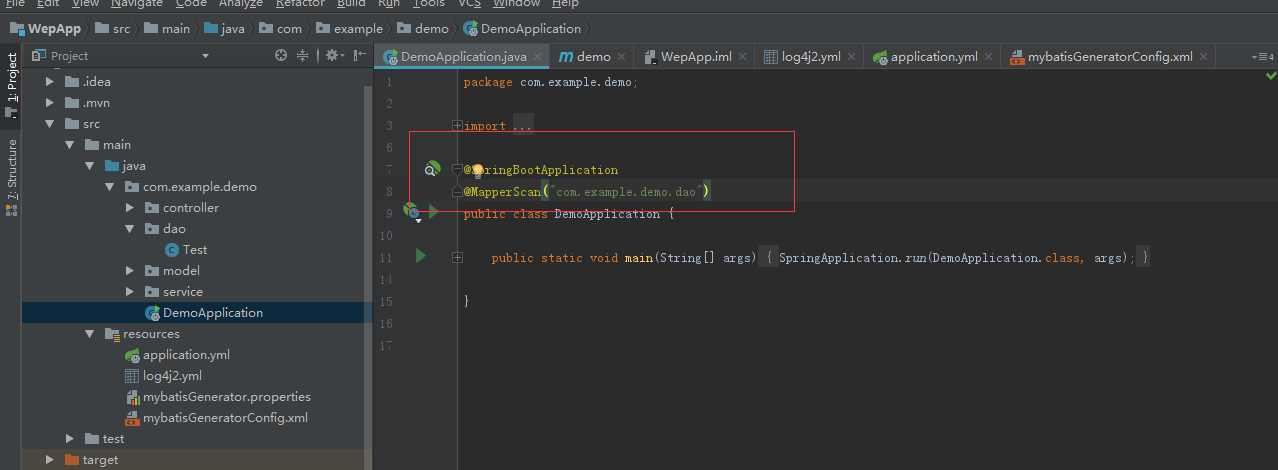 File Edit View Navigate Code Analyze Refactor Build Run Tools VCS Window Help
WepApp src main java com example demo DemoApplication
1: Project
7: Structure
Project
.idea
.mvn
src
main
java
com.example.demo
controller
dao
Test
model
service
DemoApplication
resources
application.yml
log4j2.yml
mybatisGenerator.properties
mybatisGeneratorConfig.xml
test
target
DemoApplication.java demo WepApp.iml log4j2.yml application.yml mybatisGeneratorConfig.xml 4
1 package com.example.demo;
2
3 import ...
6
7 @SpringBootApplication
8 @MapperScan("com.example.demo.dao")
9 public class DemoApplication {
10
11 public static void main(String[] args) { SpringApplication.run(DemoApplication.class, args); }
14
15 }
16
17